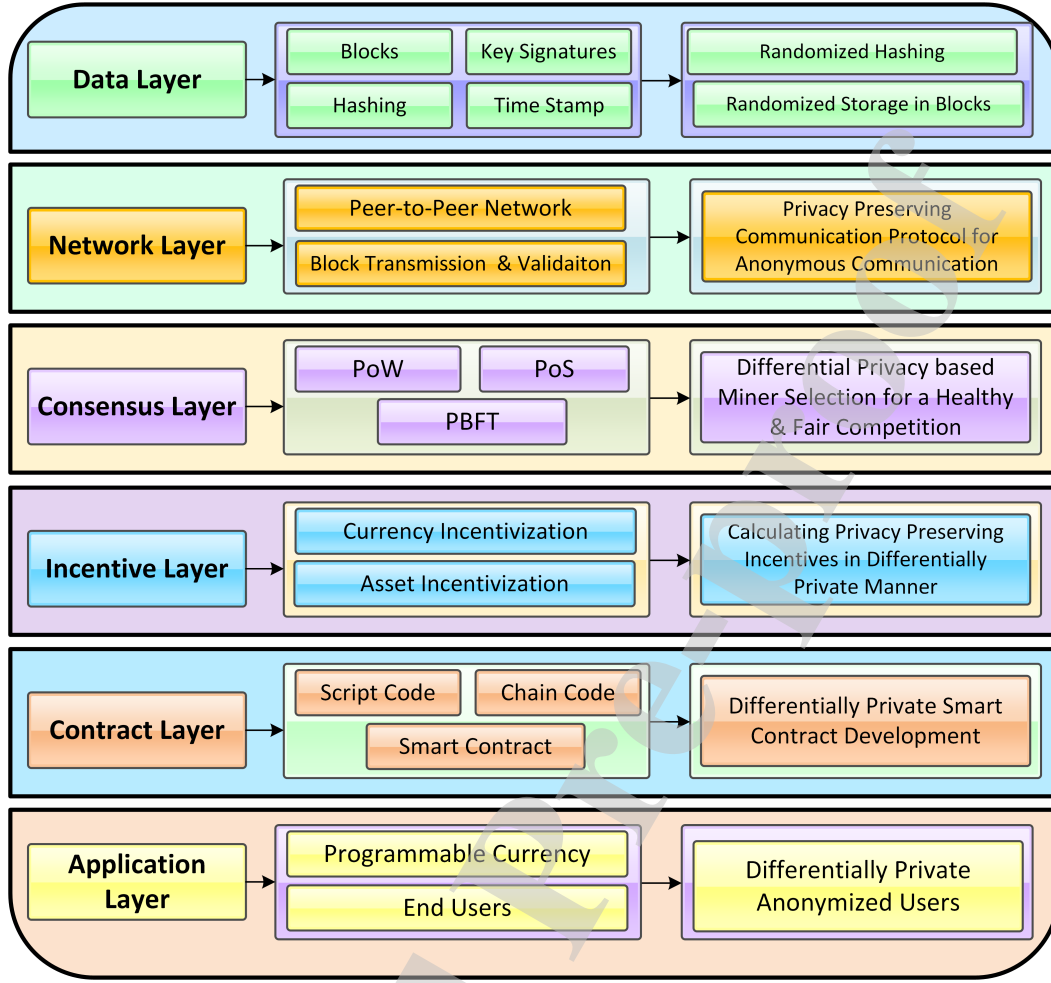 Data Layer
Blocks
Key Signatures
Hashing
Time Stamp
Randomized Hashing
Randomized Storage in Blocks
Network Layer
Peer-to-Peer Network
Block Transmission & Validaiton
Privacy Preserving
Communication Protocol for
Anonymous Communication
Consensus Layer
PoW
PoS
PBFT
Differential Privacy based
Miner Selection for a Healthy
& Fair Competition
Incentive Layer
Currency Incentivization
Asset Incentivization
Calculating Privacy Preserving
Incentives in Differentially
Private Manner
Contract Layer
Script Code
Chain Code
Smart Contract
Differentially Private Smart
Contract Development
Application
Layer
Programmable Currency
End Users
Differentially Private
Anonymized Users
Pre-proof